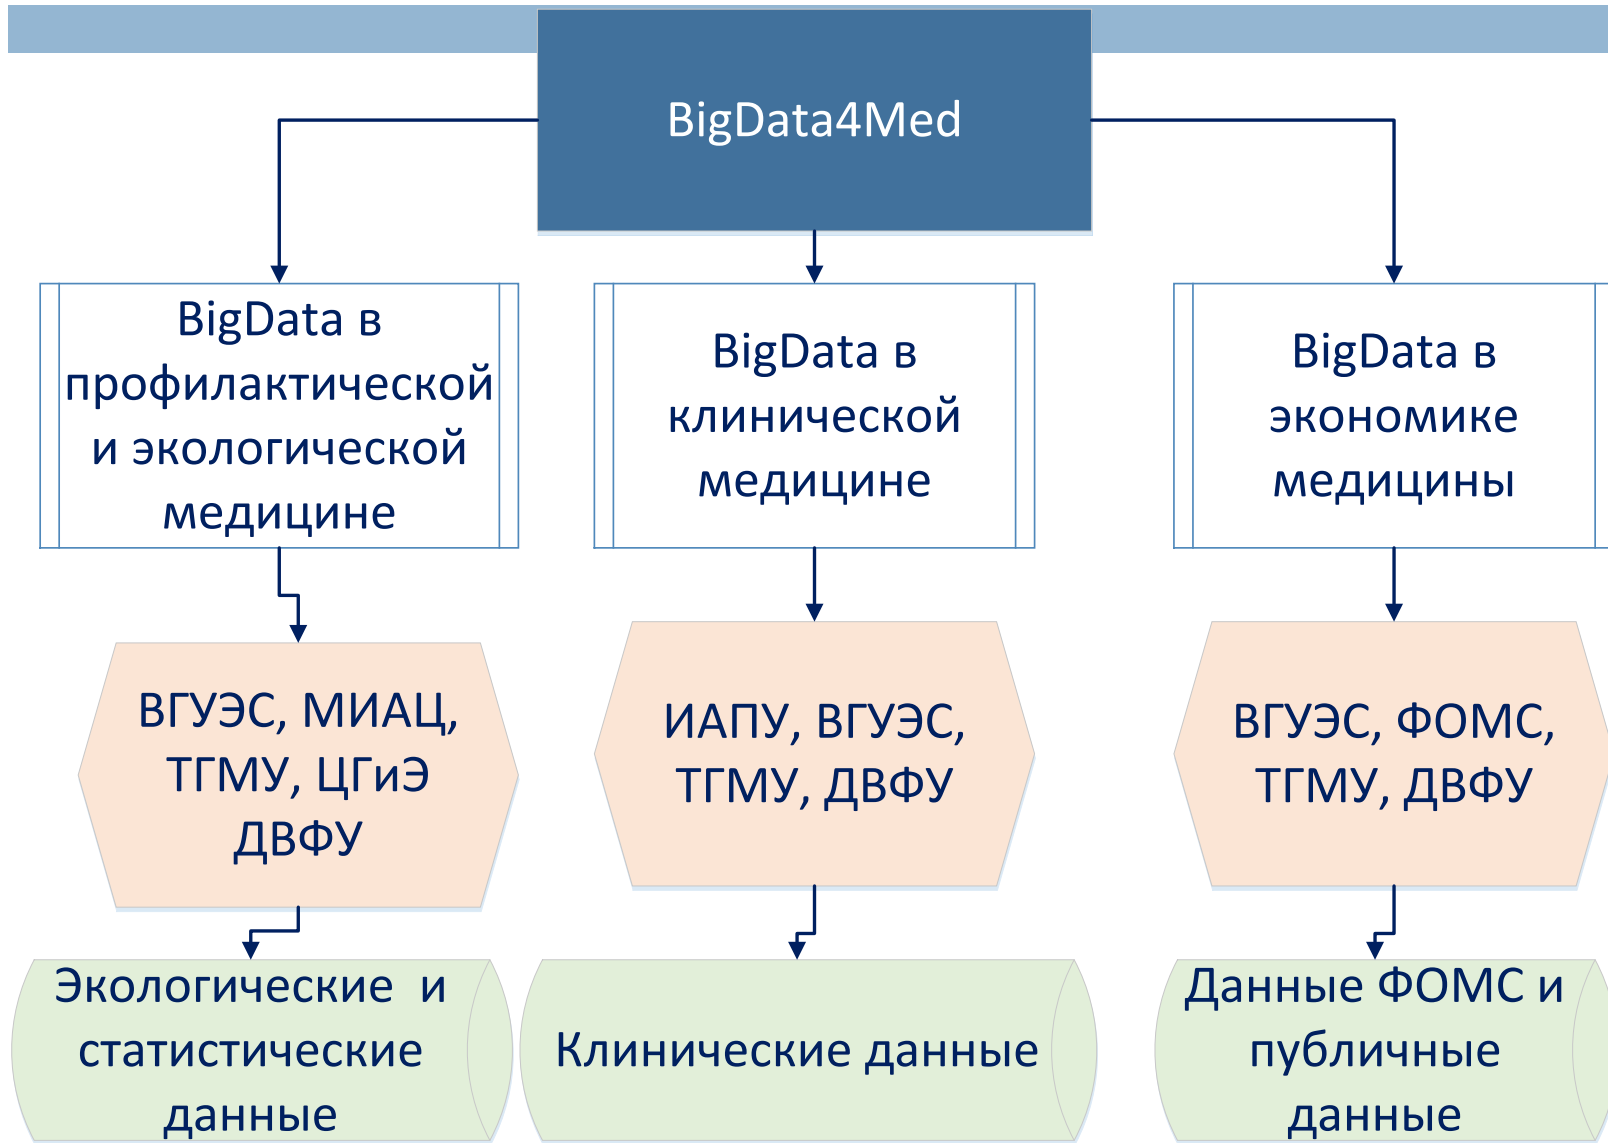 BigData4Med
BigData в
профилактической
и экологической
медицине
BigData в
клинической
медицине
BigData в
экономике
медицины
ВГУЭС, МИАЦ,
ТГМУ, ЦГиЭ
ДВФУ
ИАПУ, ВГУЭС,
ТГМУ, ДВФУ
ВГУЭС, ФОМС,
ТГМУ, ДВФУ
Экологические и
статистические
данные
Клинические данные
Данные ФОМС и
публичные
данные